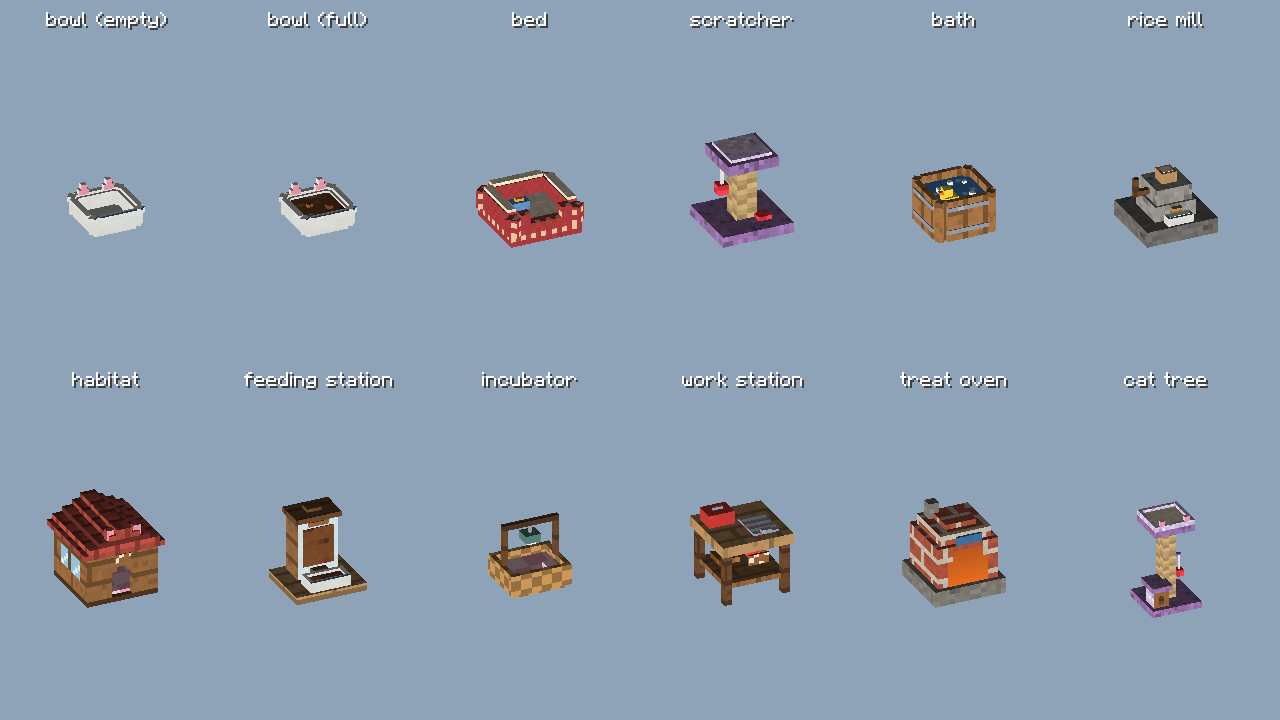 bowl (empty)
bowl (full)
bed
scratcher
bath
rice mill
habitat
feeding station
incubator
work station
treat oven
cat tree